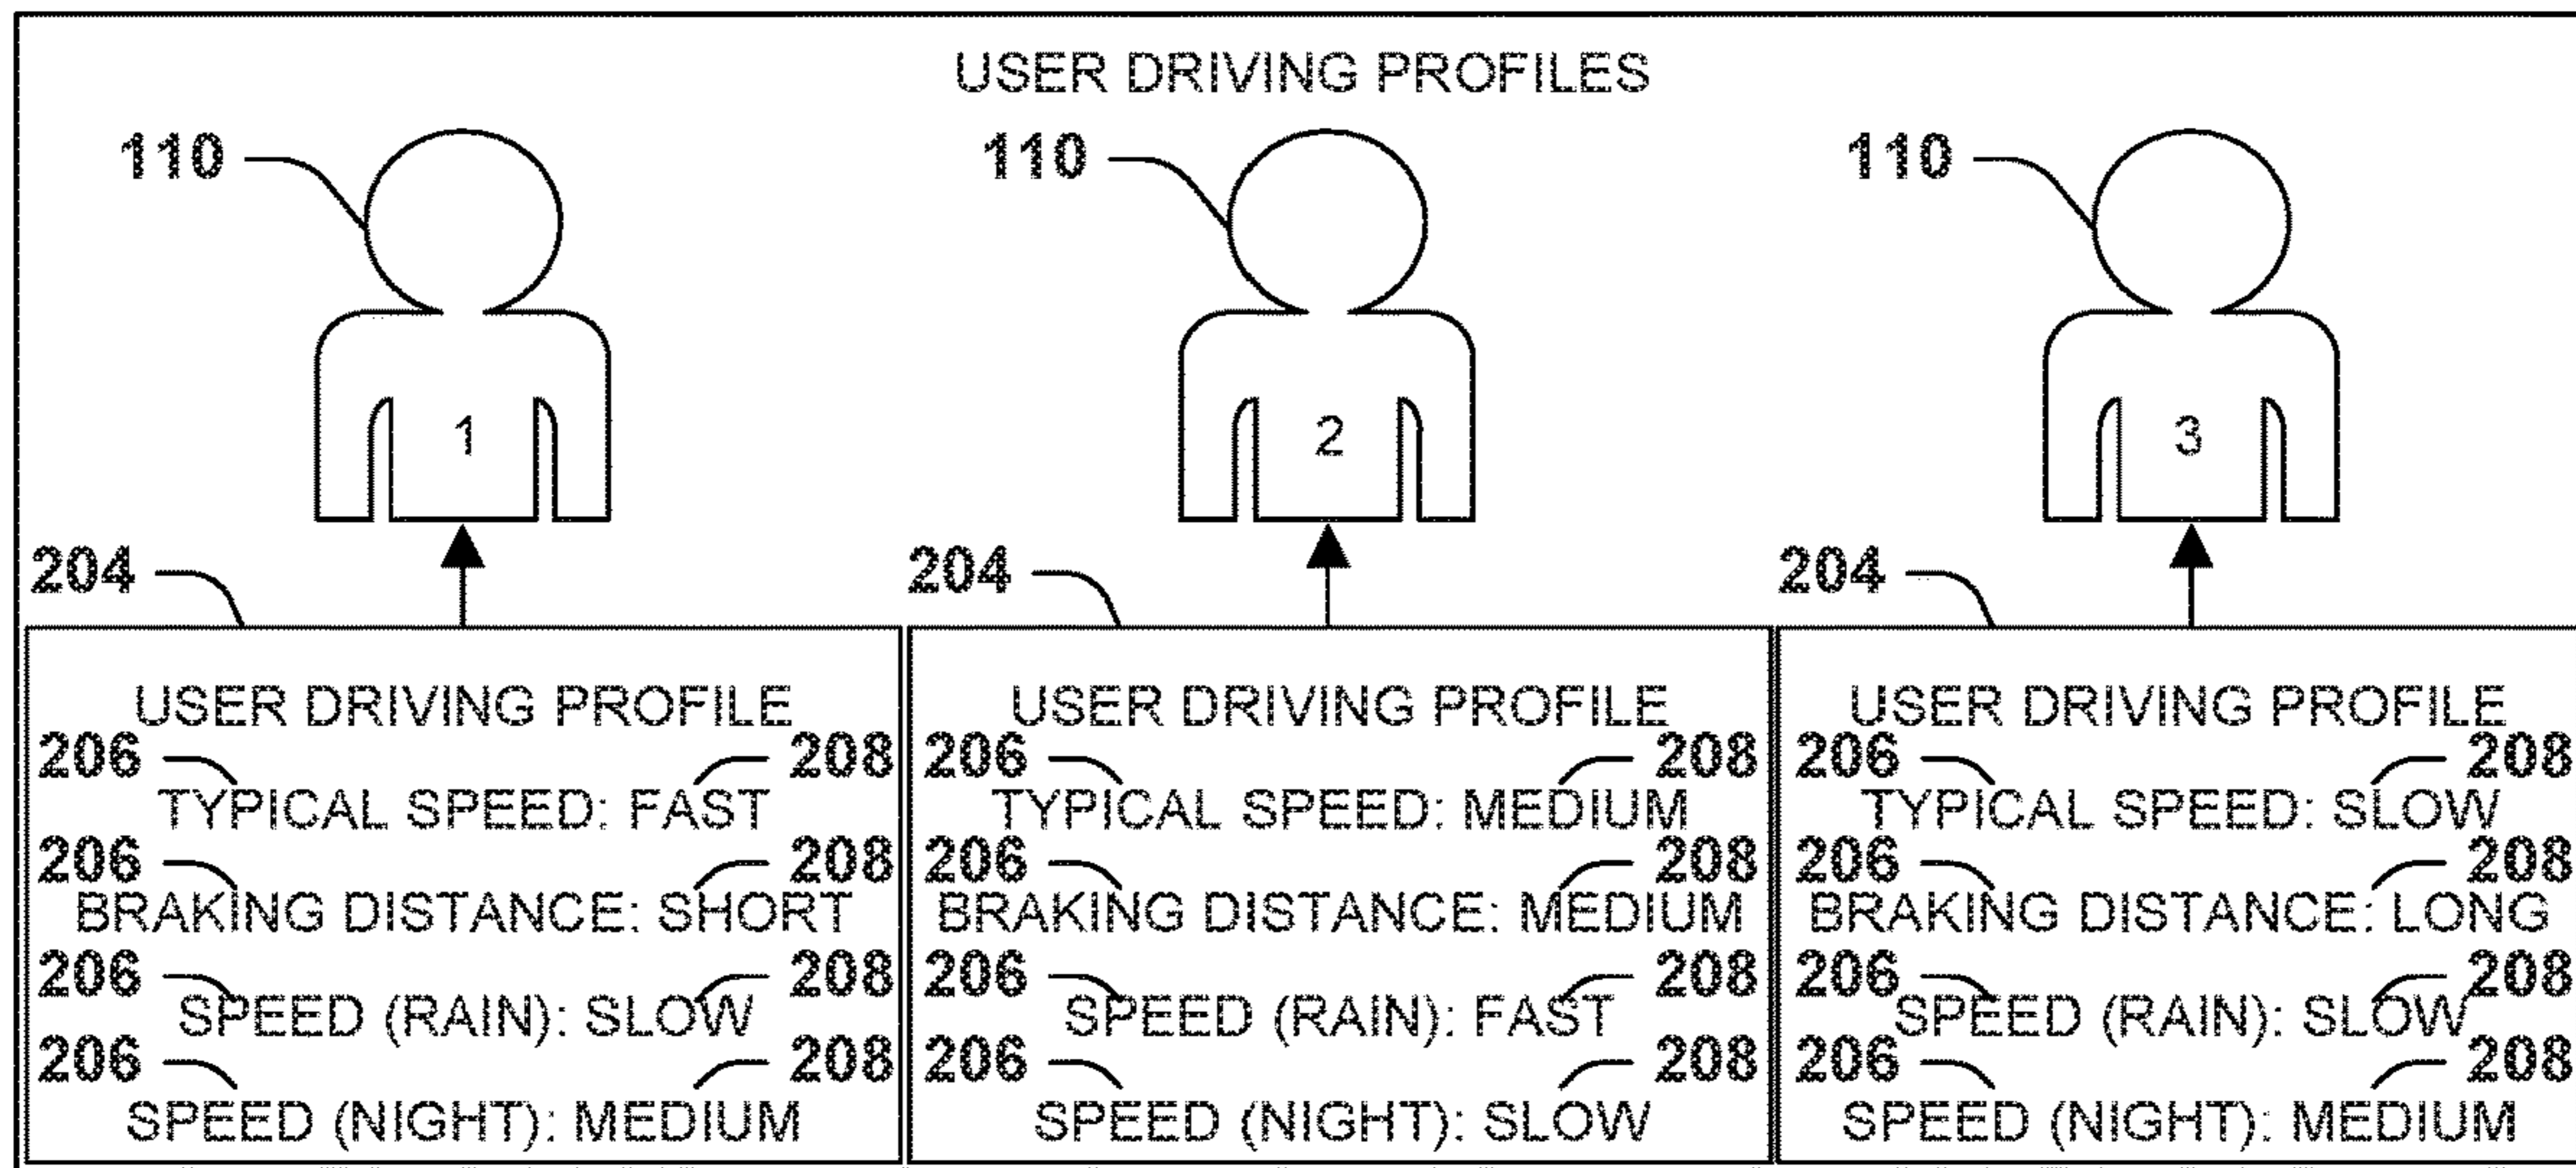 USER DRIVING PROFILES
110 110 110
1 2 3
204 204 204
USER DRIVING PROFILE USER DRIVING PROFILE USER DRIVING PROFILE
206 208 206 208 206 208
TYPICAL SPEED: FAST TYPICAL SPEED: MEDIUM TYPICAL SPEED: SLOW
206 208 206 208 206 208
BRAKING DISTANCE: SHORT BRAKING DISTANCE: MEDIUM BRAKING DISTANCE: LONG
206 208 206 208 206 208
SPEED (RAIN): SLOW SPEED (RAIN): FAST SPEED (RAIN): SLOW
206 208 206 208 206 208
SPEED (NIGHT): MEDIUM SPEED (NIGHT): SLOW SPEED (NIGHT): MEDIUM